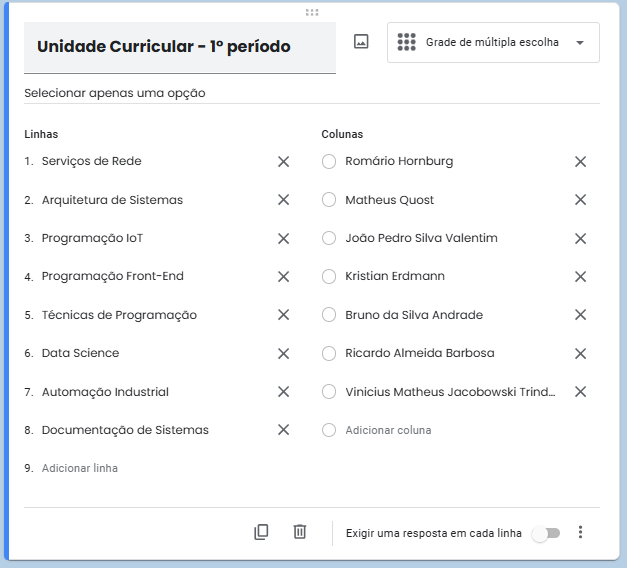 Unidade Curricular - 1º período
Grade de múltipla escolha
Selecionar apenas uma opção
Linhas
1. Serviços de Rede
2. Arquitetura de Sistemas
3. Programação IoT
4. Programação Front-End
5. Técnicas de Programação
6. Data Science
7. Automação Industrial
8. Documentação de Sistemas
9. Adicionar linha
Colunas
Romário Hornburg
Matheus Quost
João Pedro Silva Valentim
Kristian Erdmann
Bruno da Silva Andrade
Ricardo Almeida Barbosa
Vinicius Matheus Jacobowski Trind...
Adicionar coluna
Exigir uma resposta em cada linha